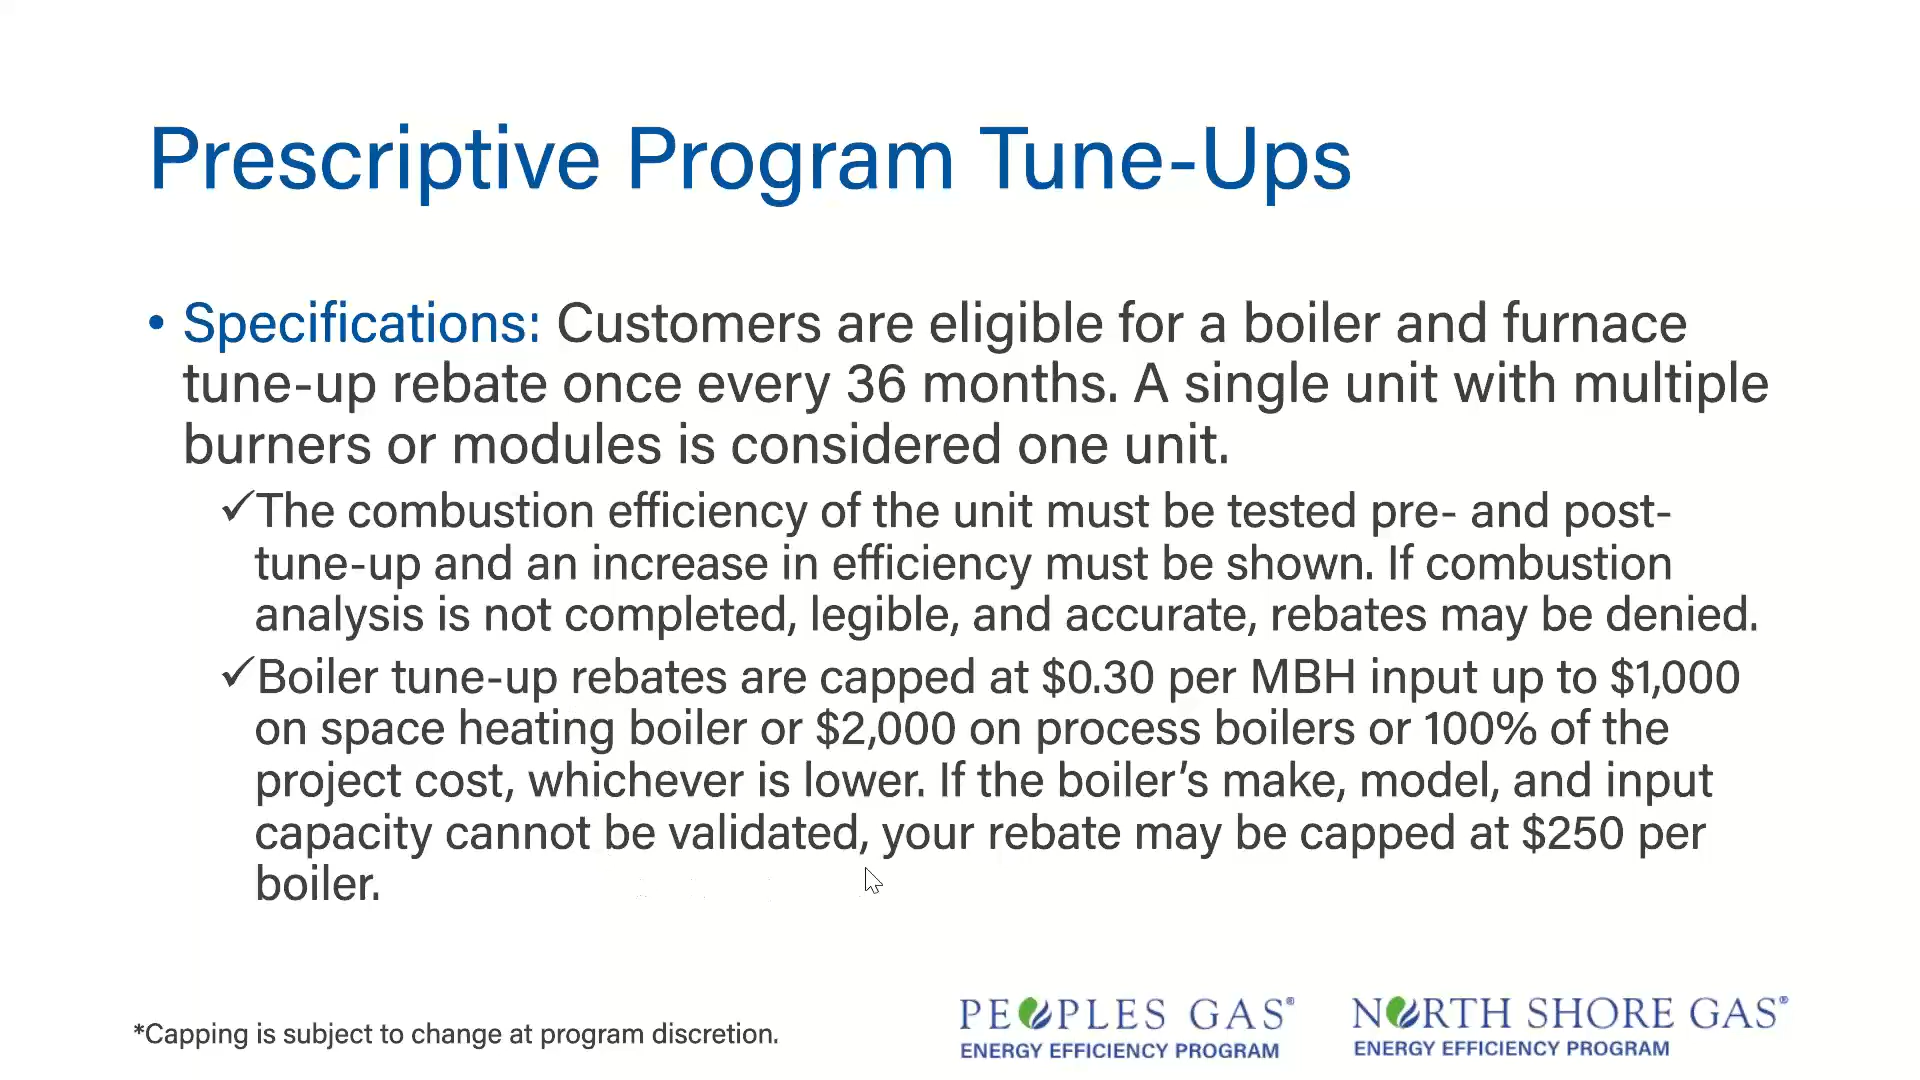 Prescriptive Program Tune-Ups
• Specifications: Customers are eligible for a boiler and furnace
tune-up rebate once every 36 months. A single unit with multiple
burners or modules is considered one unit.
✓The combustion efficiency of the unit must be tested pre- and post-
tune-up and an increase in efficiency must be shown. If combustion
analysis is not completed, legible, and accurate, rebates may be denied.
✓Boiler tune-up rebates are capped at $0.30 per MBH input up to $1,000
on space heating boiler or $2,000 on process boilers or 100% of the
project cost, whichever is lower. If the boiler’s make, model, and input
capacity cannot be validated, your rebate may be capped at $250 per
boiler.
*Capping is subject to change at program discretion.
PEOPLES GAS®
ENERGY EFFICIENCY PROGRAM
NORTH SHORE GAS®
ENERGY EFFICIENCY PROGRAM